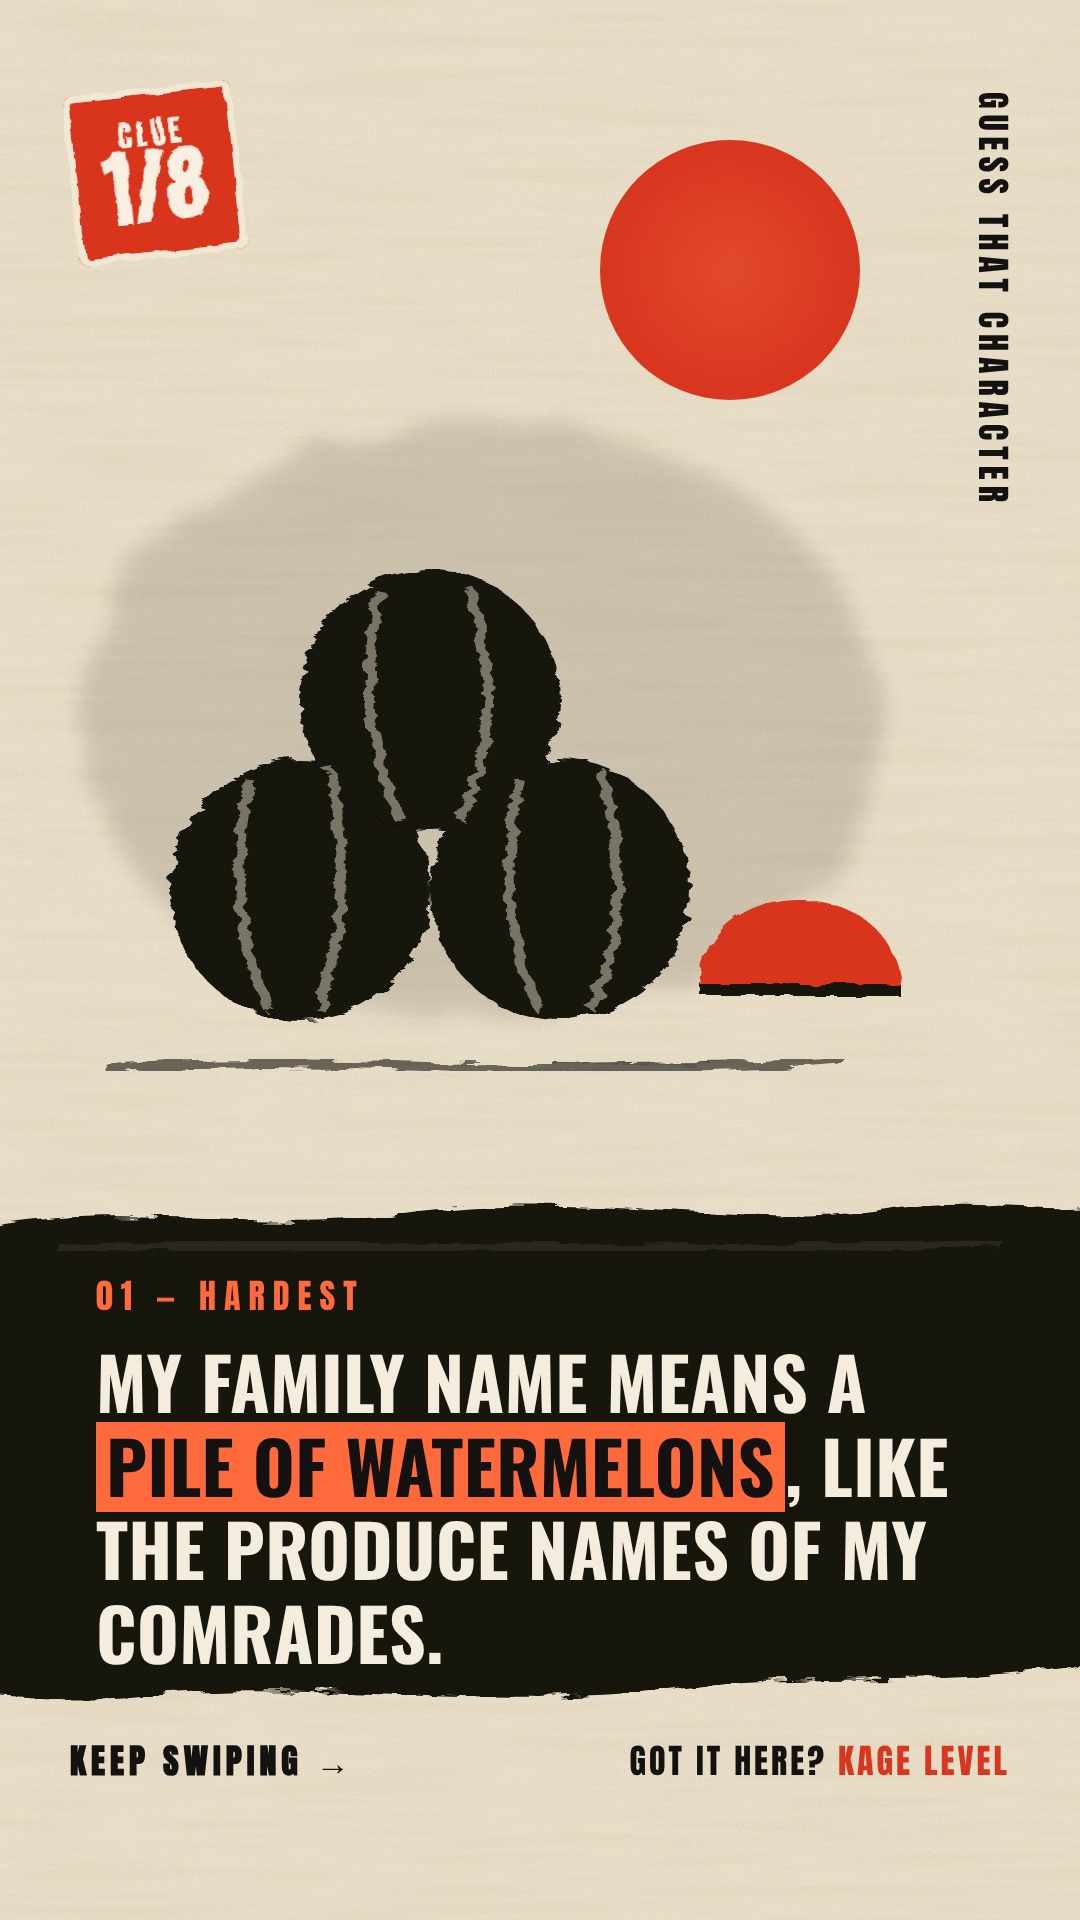 CLUE
1/8
GUESS THAT CHARACTER
01 – HARDEST
MY FAMILY NAME MEANS A
PILE OF WATERMELONS, LIKE
THE PRODUCE NAMES OF MY
COMRADES.
KEEP SWIPING →
GOT IT HERE? KAGE LEVEL